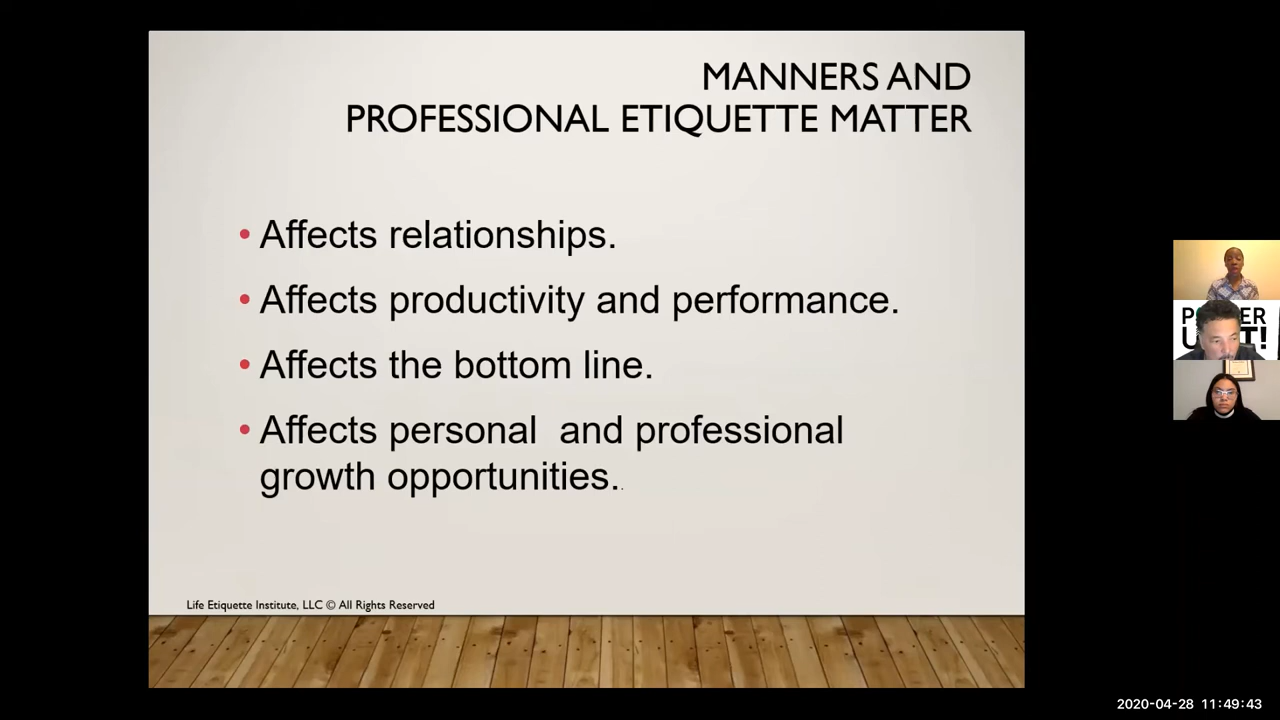 MANNERS AND
PROFESSIONAL ETIQUETTE MATTER
• Affects relationships.
• Affects productivity and performance.
• Affects the bottom line.
• Affects personal  and professional
growth opportunities..
Life Etiquette Institute, LLC © All Rights Reserved
2020-04-28 11:49:43